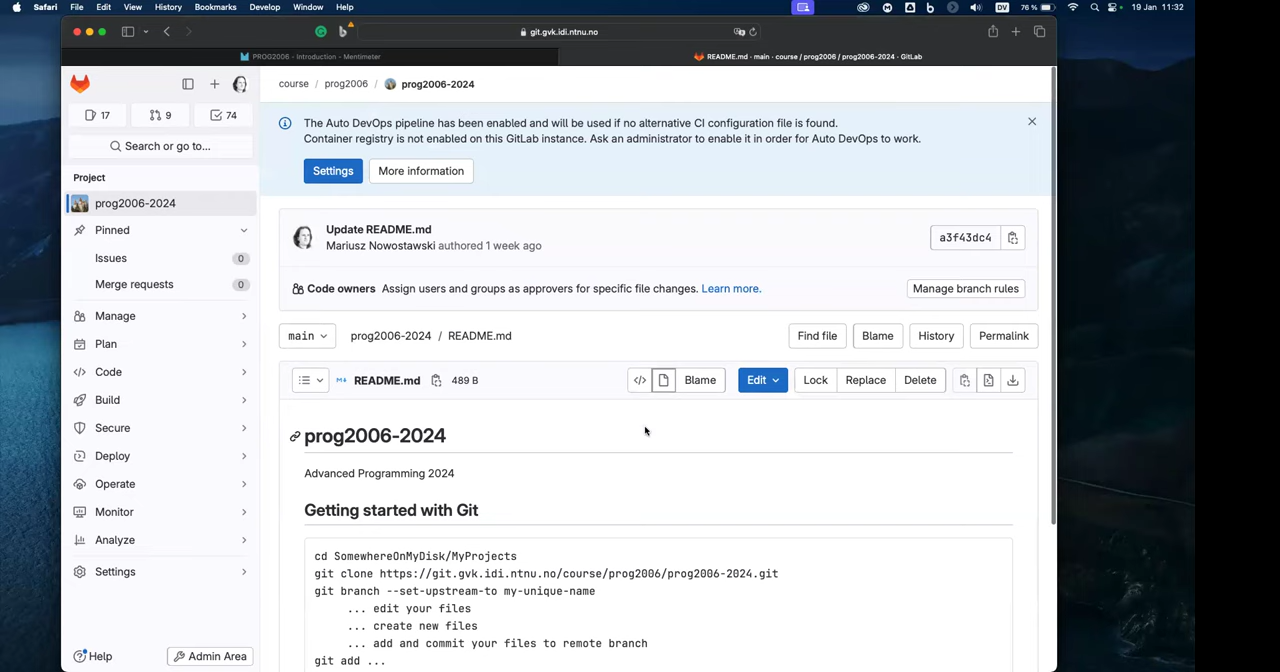 Safari File Edit View History Bookmarks Develop Window Help 76 % 19 Jan 11:32
git.gvk.idi.ntnu.no
PROG2006 - Introduction - Mentimeter
README.md · main · course / prog2006 / prog2006-2024 · GitLab
17 9 74
Search or go to...
Project
prog2006-2024
Pinned
Issues 0
Merge requests 0
Manage
Plan
Code
Build
Secure
Deploy
Operate
Monitor
Analyze
Settings
Help
Admin Area
course / prog2006 / prog2006-2024
The Auto DevOps pipeline has been enabled and will be used if no alternative CI configuration file is found.
Container registry is not enabled on this GitLab instance. Ask an administrator to enable it in order for Auto DevOps to work.
Settings More information
Update README.md
Mariusz Nowostawski authored 1 week ago
a3f43dc4
Code owners Assign users and groups as approvers for specific file changes. Learn more.
Manage branch rules
main prog2006-2024 / README.md Find file Blame History Permalink
README.md 489 B </> Blame Edit Lock Replace Delete
prog2006-2024
Advanced Programming 2024
Getting started with Git
cd SomewhereOnMyDisk/MyProjects
git clone https://git.gvk.idi.ntnu.no/course/prog2006/prog2006-2024.git
git branch --set-upstream-to my-unique-name
... edit your files
... create new files
... add and commit your files to remote branch
git add ...